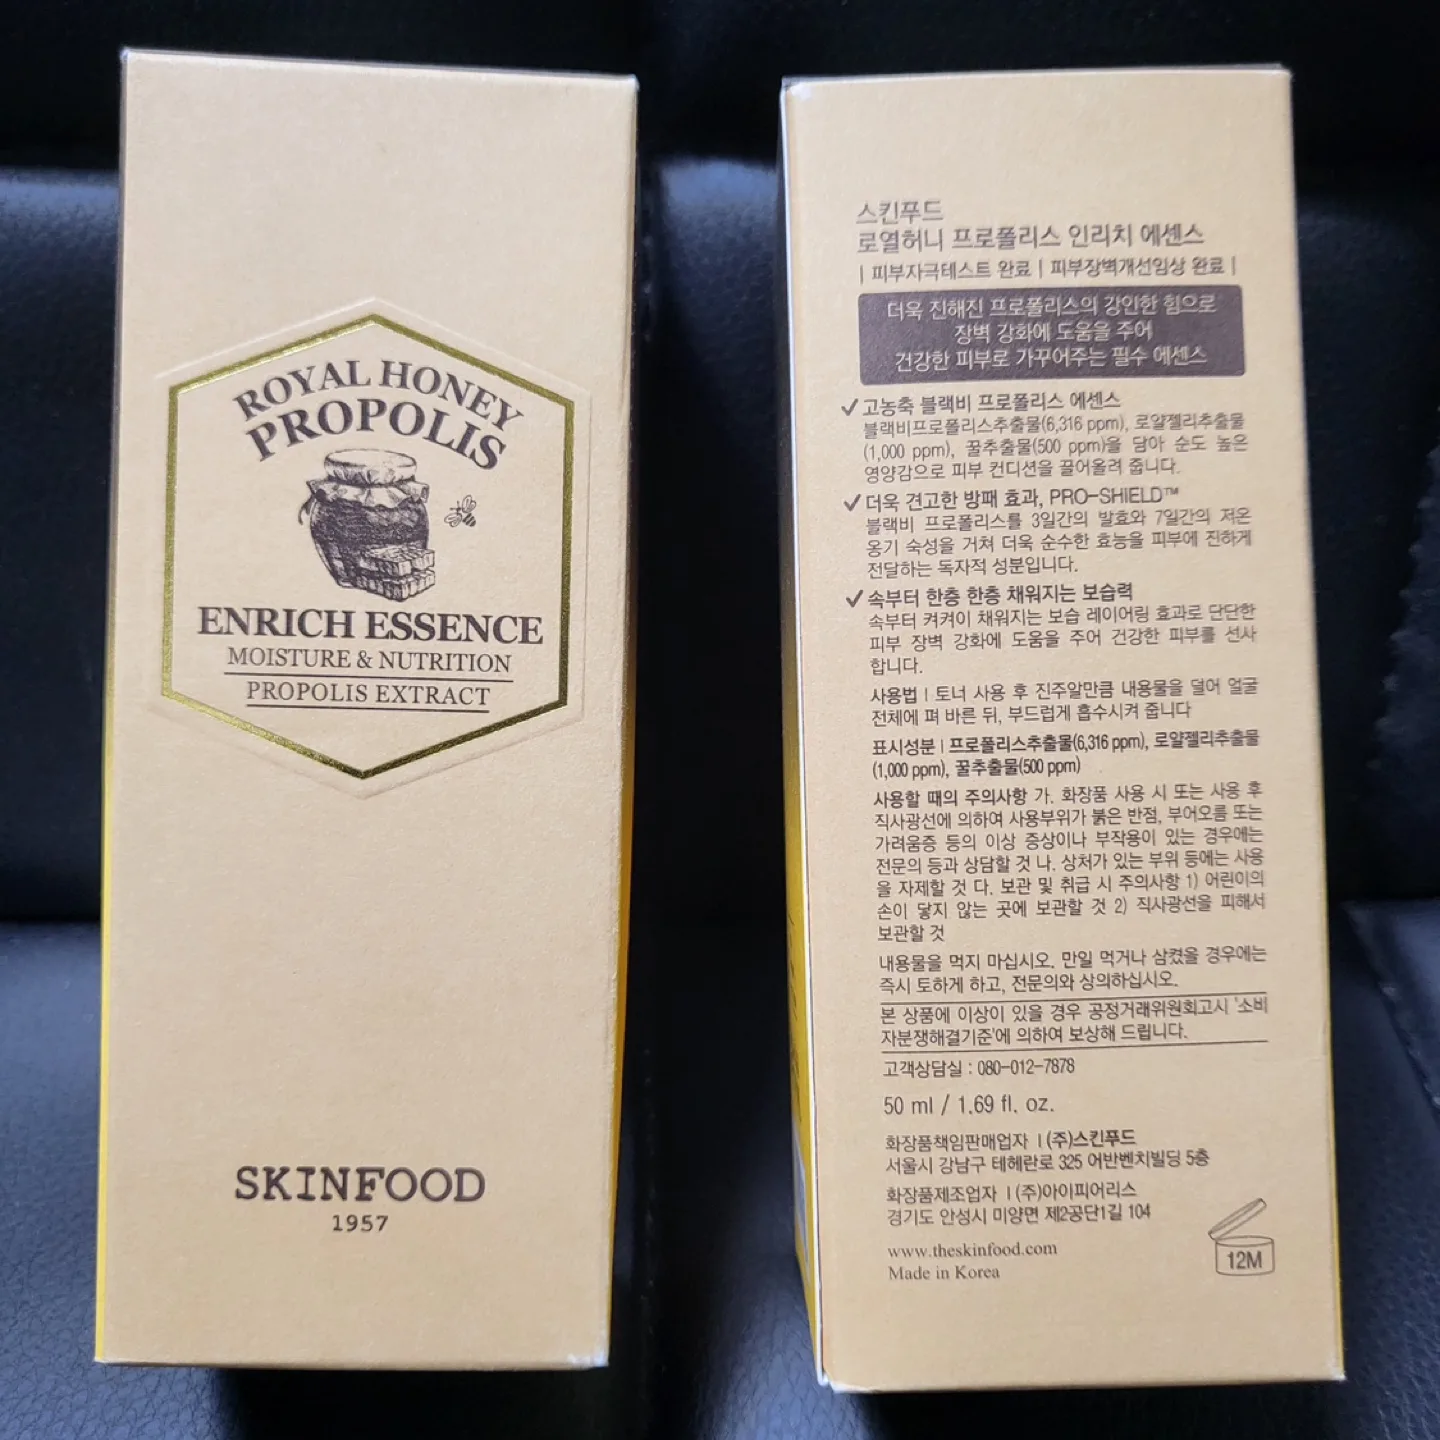 ROYAL HONEY
PROPOLIS
ENRICH ESSENCE
MOISTURE & NUTRITION
PROPOLIS EXTRACT
SKINFOOD
1957
스킨푸드
로열허니 프로폴리스 인리치 에센스
| 피부자극테스트 완료 | 피부장벽개선임상 완료 |
더욱 진해진 프로폴리스의 강인한 힘으로
장벽 강화에 도움을 주어
건강한 피부로 가꾸어주는 필수 에센스
✓ 고농축 블랙비 프로폴리스 에센스
블랙비프로폴리스추출물(6,316 ppm), 로얄젤리추출물
(1,000 ppm), 꿀추출물(500 ppm)을 담아 순도 높은
영양감으로 피부 컨디션을 끌어올려 줍니다.
✓ 더욱 견고한 방패 효과, PRO-SHIELD™
블랙비 프로폴리스를 3일간의 발효와 7일간의 저온
옹기 숙성을 거쳐 더욱 순수한 효능을 피부에 진하게
전달하는 독자적 성분입니다.
✓ 속부터 한층 한층 채워지는 보습력
속부터 켜켜이 채워지는 보습 레이어링 효과로 단단한
피부 장벽 강화에 도움을 주어 건강한 피부를 선사
합니다.
사용법 | 토너 사용 후 진주알만큼 내용물을 덜어 얼굴
전체에 펴 바른 뒤, 부드럽게 흡수시켜 줍니다
표시성분 | 프로폴리스추출물(6,316 ppm), 로얄젤리추출물
(1,000 ppm), 꿀추출물(500 ppm)
사용할 때의 주의사항 가. 화장품 사용 시 또는 사용 후
직사광선에 의하여 사용부위가 붉은 반점, 부어오름 또는
가려움증 등의 이상 증상이나 부작용이 있는 경우에는
전문의 등과 상담할 것 나. 상처가 있는 부위 등에는 사용
을 자제할 것 다. 보관 및 취급 시 주의사항 1) 어린이의
손이 닿지 않는 곳에 보관할 것 2) 직사광선을 피해서
보관할 것
내용물을 먹지 마십시오. 만일 먹거나 삼켰을 경우에는
즉시 토하게 하고, 전문의와 상의하십시오.
본 상품에 이상이 있을 경우 공정거래위원회고시 '소비
자분쟁해결기준'에 의하여 보상해 드립니다.
고객상담실 : 080-012-7878
50 ml / 1.69 fl. oz.
화장품책임판매업자 | (주)스킨푸드
서울시 강남구 테헤란로 325 어반벤치빌딩 5층
화장품제조업자 | (주)아이피어리스
경기도 안성시 미양면 제2공단1길 104
www.theskinfood.com
Made in Korea
12M